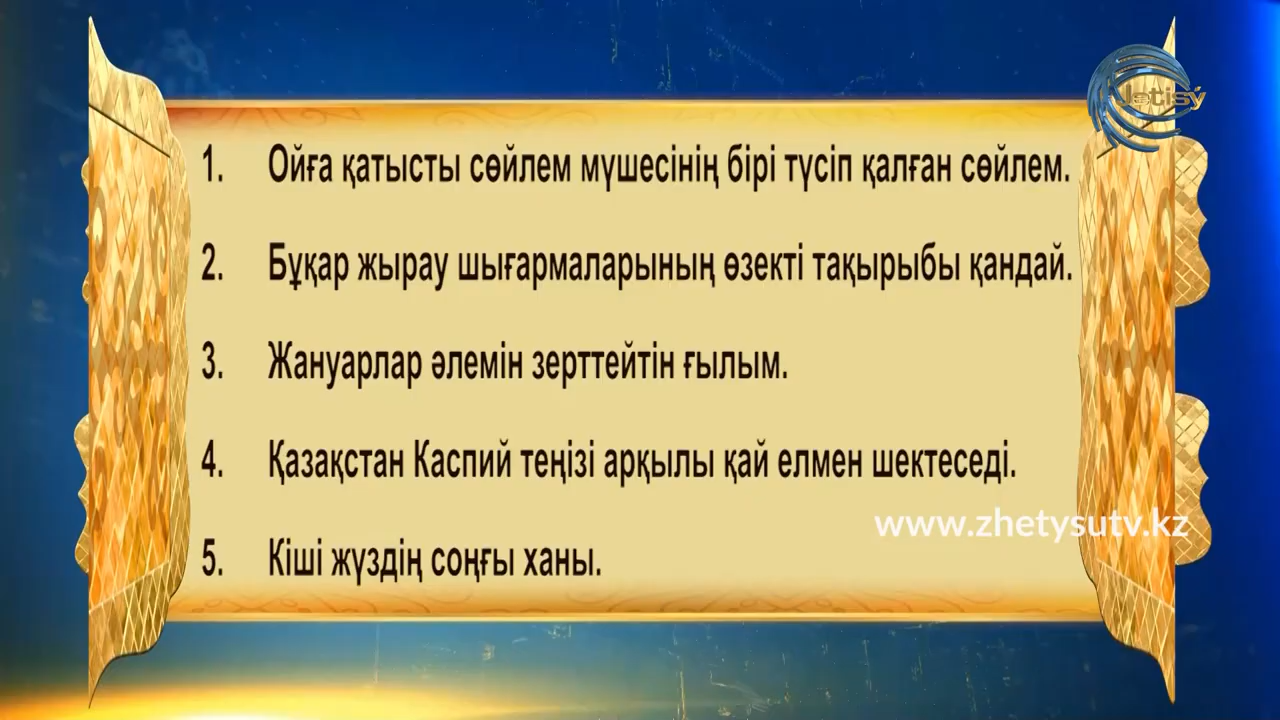 Jetisý
1. Ойға қатысты сөйлем мүшесінің бірі түсіп қалған сөйлем.
2. Бұқар жырау шығармаларының өзекті тақырыбы қандай.
3. Жануарлар әлемін зерттейтін ғылым.
4. Қазақстан Каспий теңізі арқылы қай елмен шектеседі.
www.zhetysutv.kz
5. Кіші жүздің соңғы ханы.